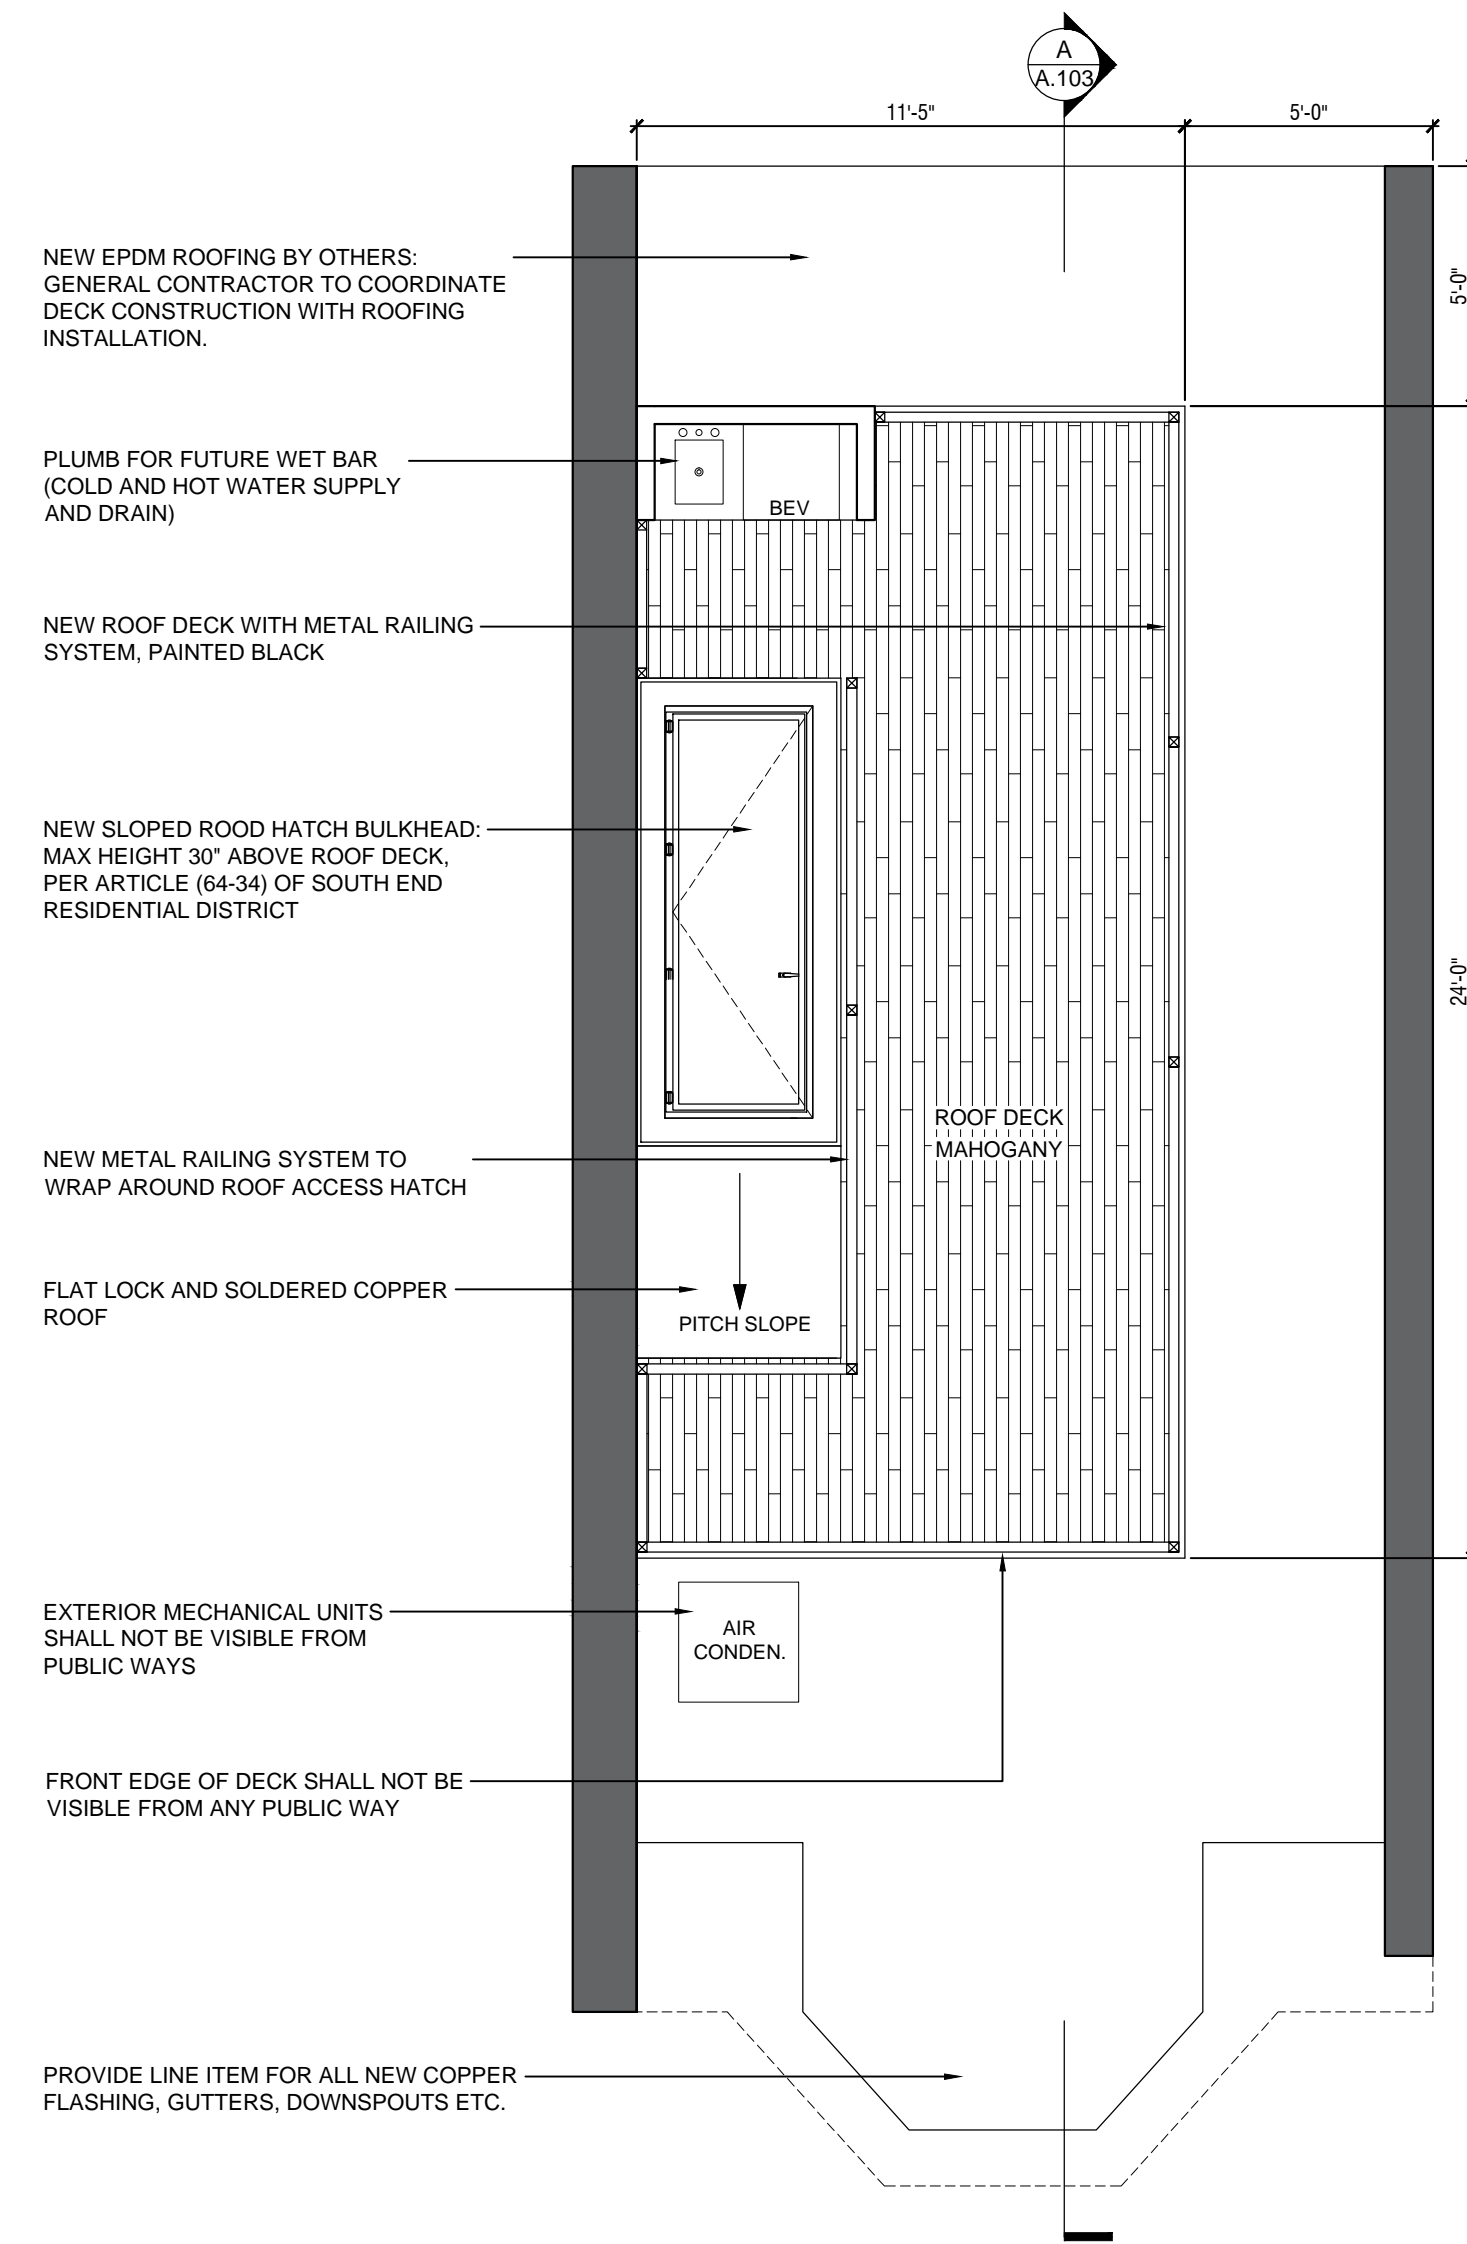 A
A.103
11'-5"
5'-0"
NEW EPDM ROOFING BY OTHERS:
GENERAL CONTRACTOR TO COORDINATE
DECK CONSTRUCTION WITH ROOFING
INSTALLATION.
5'-0"
PLUMB FOR FUTURE WET BAR
(COLD AND HOT WATER SUPPLY
AND DRAIN)
BEV
NEW ROOF DECK WITH METAL RAILING
SYSTEM, PAINTED BLACK
NEW SLOPED ROOD HATCH BULKHEAD:
MAX HEIGHT 30" ABOVE ROOF DECK,
PER ARTICLE (64-34) OF SOUTH END
RESIDENTIAL DISTRICT
24'-0"
ROOF DECK
MAHOGANY
NEW METAL RAILING SYSTEM TO
WRAP AROUND ROOF ACCESS HATCH
FLAT LOCK AND SOLDERED COPPER
ROOF
PITCH SLOPE
EXTERIOR MECHANICAL UNITS
SHALL NOT BE VISIBLE FROM
PUBLIC WAYS
AIR
CONDEN.
FRONT EDGE OF DECK SHALL NOT BE
VISIBLE FROM ANY PUBLIC WAY
PROVIDE LINE ITEM FOR ALL NEW COPPER
FLASHING, GUTTERS, DOWNSPOUTS ETC.